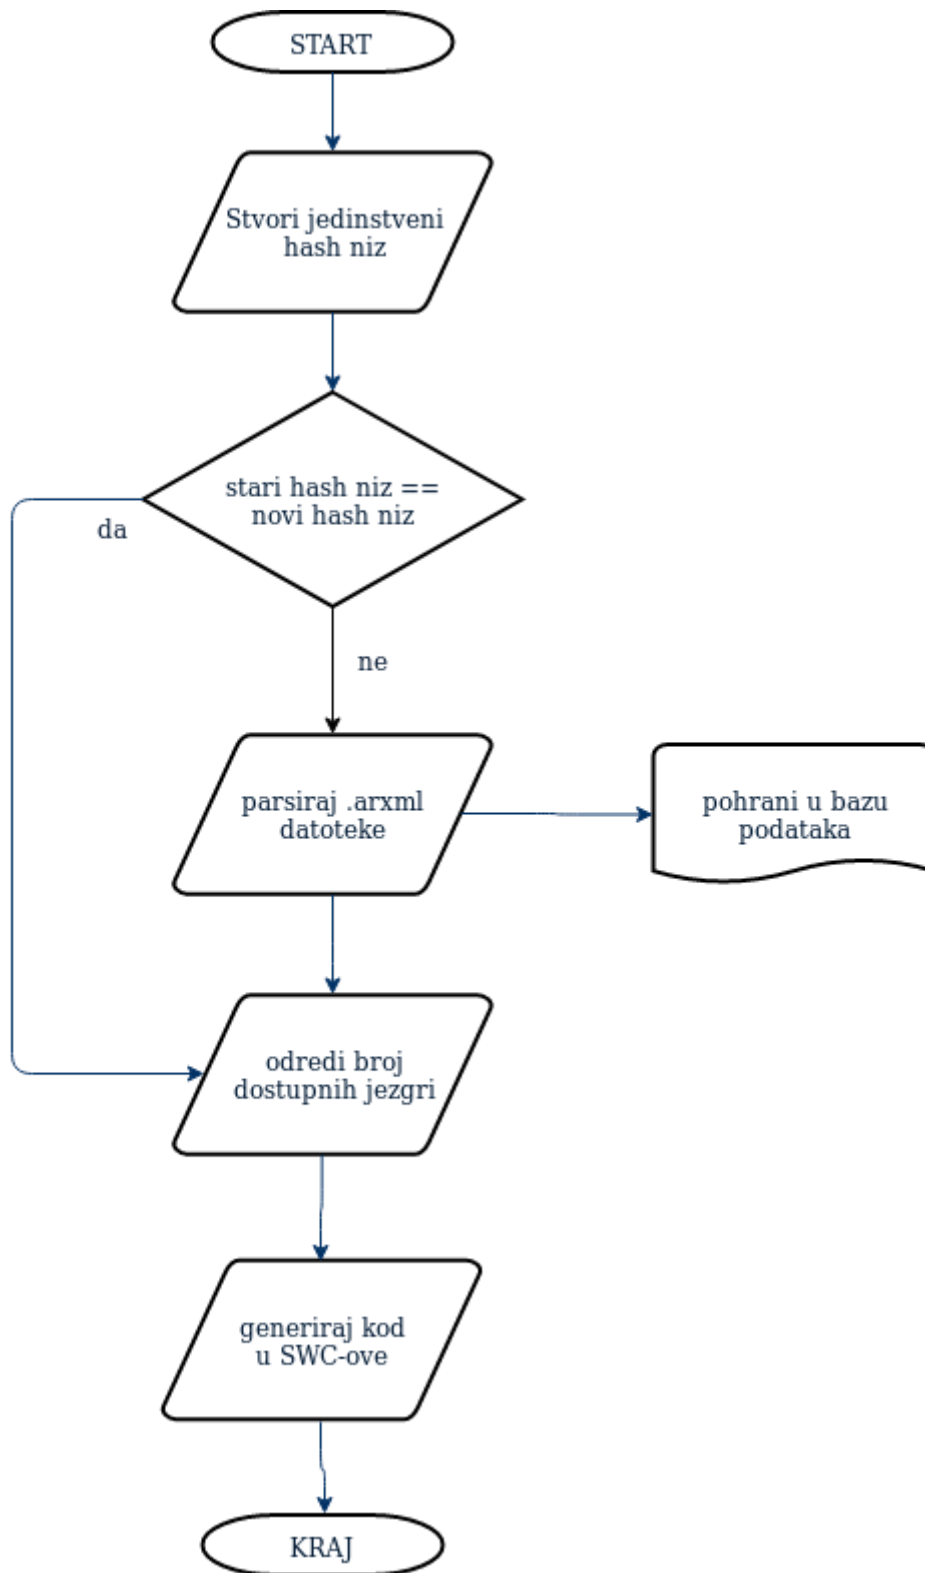 START
Stvori jedinstveni
hash niz
stari hash niz ==
novi hash niz
da
ne
parsiraj .arxml
datoteke
pohrani u bazu
podataka
odredi broj
dostupnih jezgri
generiraj kod
u SWC-ove
KRAJ